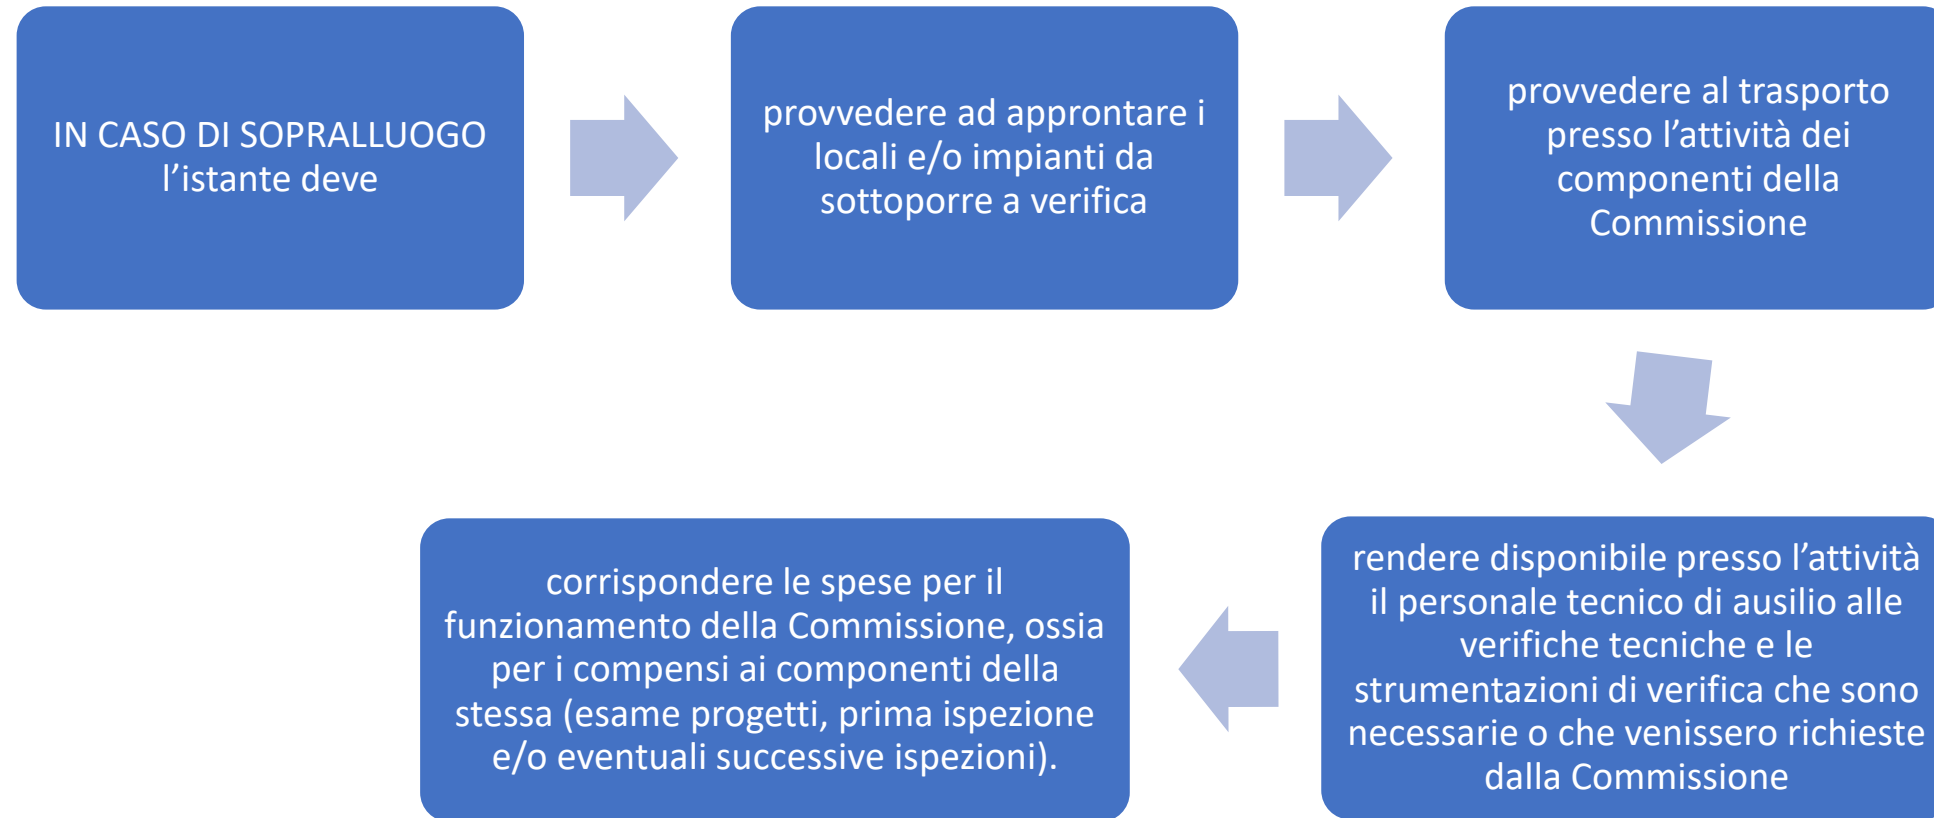 IN CASO DI SOPRALLUOGO
l’istante deve
provvedere ad approntare i
locali e/o impianti da
sottoporre a verifica
provvedere al trasporto
presso l’attività dei
componenti della
Commissione
rendere disponibile presso l’attività
il personale tecnico di ausilio alle
verifiche tecniche e le
strumentazioni di verifica che sono
necessarie o che venissero richieste
dalla Commissione
corrispondere le spese per il
funzionamento della Commissione, ossia
per i compensi ai componenti della
stessa (esame progetti, prima ispezione
e/o eventuali successive ispezioni).